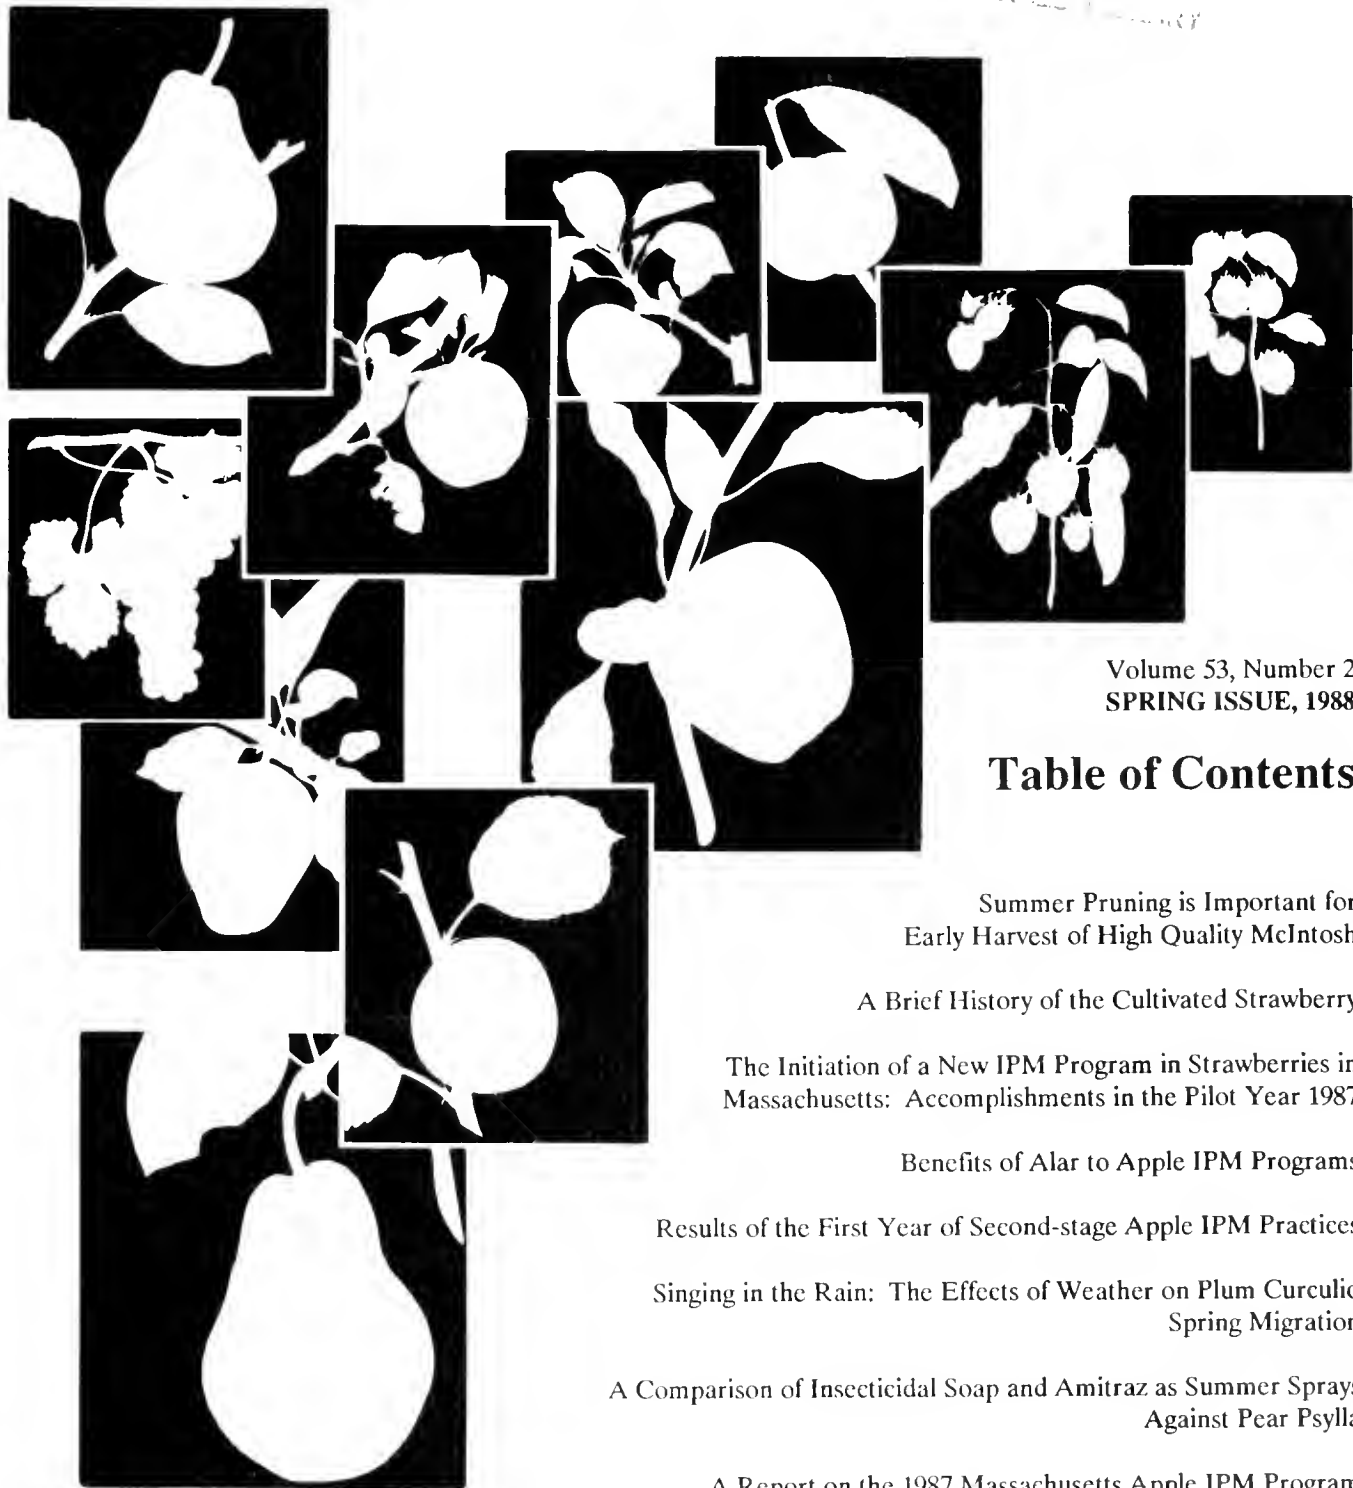 Volume 53, Number 2
SPRING ISSUE, 1988
Table of Contents
Summer Pruning is Important for
Early Harvest of High Quality McIntosh
A Brief History of the Cultivated Strawberry
The Initiation of a New IPM Program in Strawberries in
Massachusetts: Accomplishments in the Pilot Year 1987
Benefits of Alar to Apple IPM Programs
Results of the First Year of Second-stage Apple IPM Practices
Singing in the Rain: The Effects of Weather on Plum Curculio
Spring Migration
A Comparison of Insecticidal Soap and Amitraz as Summer Sprays
Against Pear Psylla
A Report on the 1987 Massachusetts Apple IPM Program